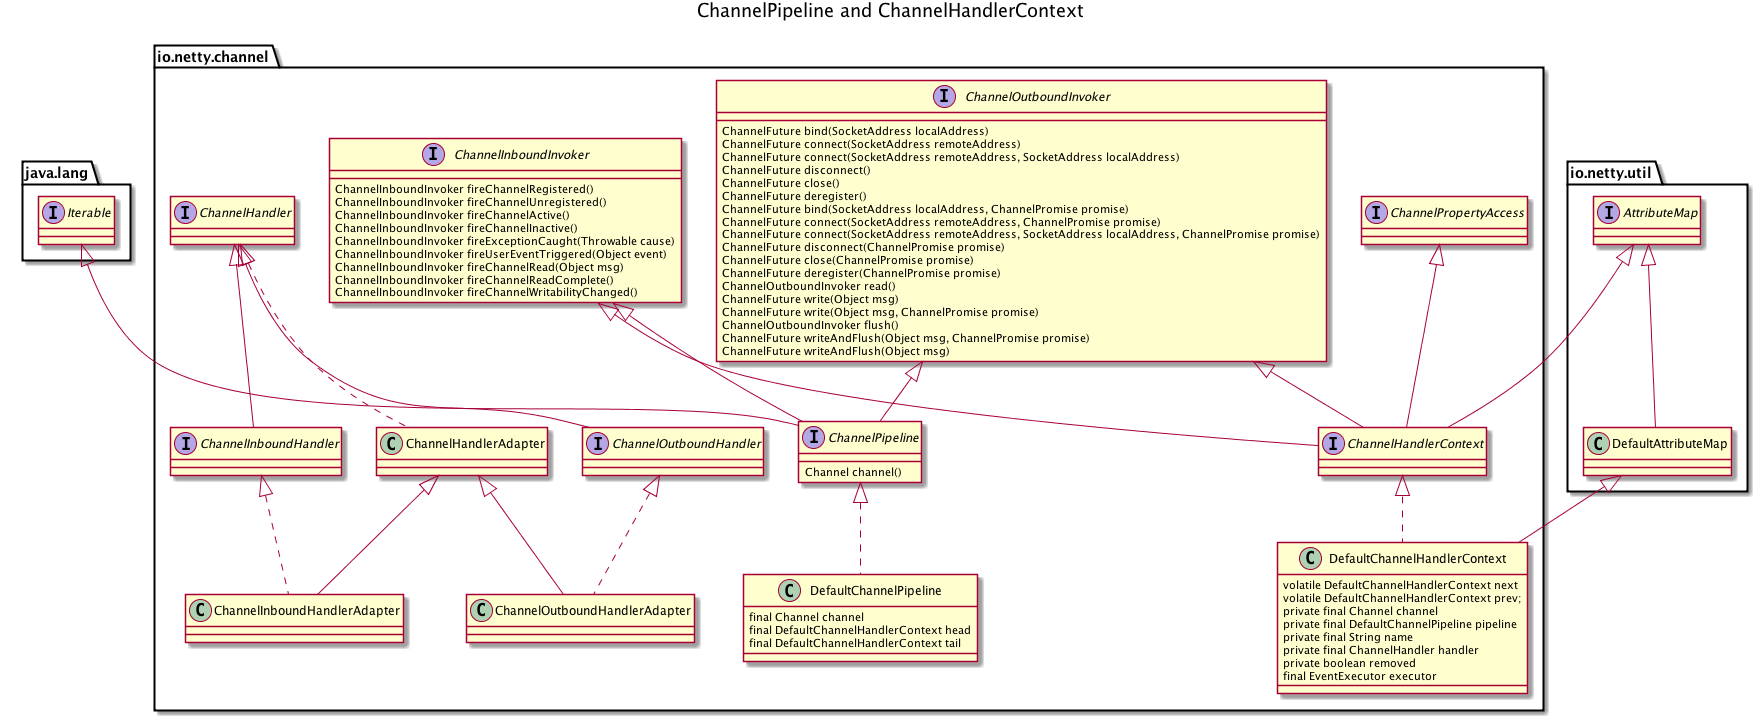 ChannelPipeline and ChannelHandlerContext
io.netty.channel
I ChannelOutboundInvoker
ChannelFuture bind(SocketAddress localAddress)
ChannelFuture connect(SocketAddress remoteAddress)
ChannelFuture connect(SocketAddress remoteAddress, SocketAddress localAddress)
ChannelFuture disconnect()
ChannelFuture close()
ChannelFuture deregister()
ChannelFuture bind(SocketAddress localAddress, ChannelPromise promise)
ChannelFuture connect(SocketAddress remoteAddress, ChannelPromise promise)
ChannelFuture connect(SocketAddress remoteAddress, SocketAddress localAddress, ChannelPromise promise)
ChannelFuture disconnect(ChannelPromise promise)
ChannelFuture close(ChannelPromise promise)
ChannelFuture deregister(ChannelPromise promise)
ChannelOutboundInvoker read()
ChannelFuture write(Object msg)
ChannelFuture write(Object msg, ChannelPromise promise)
ChannelOutboundInvoker flush()
ChannelFuture writeAndFlush(Object msg, ChannelPromise promise)
ChannelFuture writeAndFlush(Object msg)
I ChannelInboundInvoker
ChannelInboundInvoker fireChannelRegistered()
ChannelInboundInvoker fireChannelUnregistered()
ChannelInboundInvoker fireChannelActive()
ChannelInboundInvoker fireChannelInactive()
ChannelInboundInvoker fireExceptionCaught(Throwable cause)
ChannelInboundInvoker fireUserEventTriggered(Object event)
ChannelInboundInvoker fireChannelRead(Object msg)
ChannelInboundInvoker fireChannelReadComplete()
ChannelInboundInvoker fireChannelWritabilityChanged()
java.lang
I Iterable
I ChannelHandler
I ChannelPropertyAccess
io.netty.util
I AttributeMap
I ChannelInboundHandler
C ChannelHandlerAdapter
I ChannelOutboundHandler
I ChannelPipeline
Channel channel()
I ChannelHandlerContext
C DefaultAttributeMap
C ChannelInboundHandlerAdapter
C ChannelOutboundHandlerAdapter
C DefaultChannelPipeline
final Channel channel
final DefaultChannelHandlerContext head
final DefaultChannelHandlerContext tail
C DefaultChannelHandlerContext
volatile DefaultChannelHandlerContext next
volatile DefaultChannelHandlerContext prev;
private final Channel channel
private final DefaultChannelPipeline pipeline
private final String name
private final ChannelHandler handler
private boolean removed
final EventExecutor executor